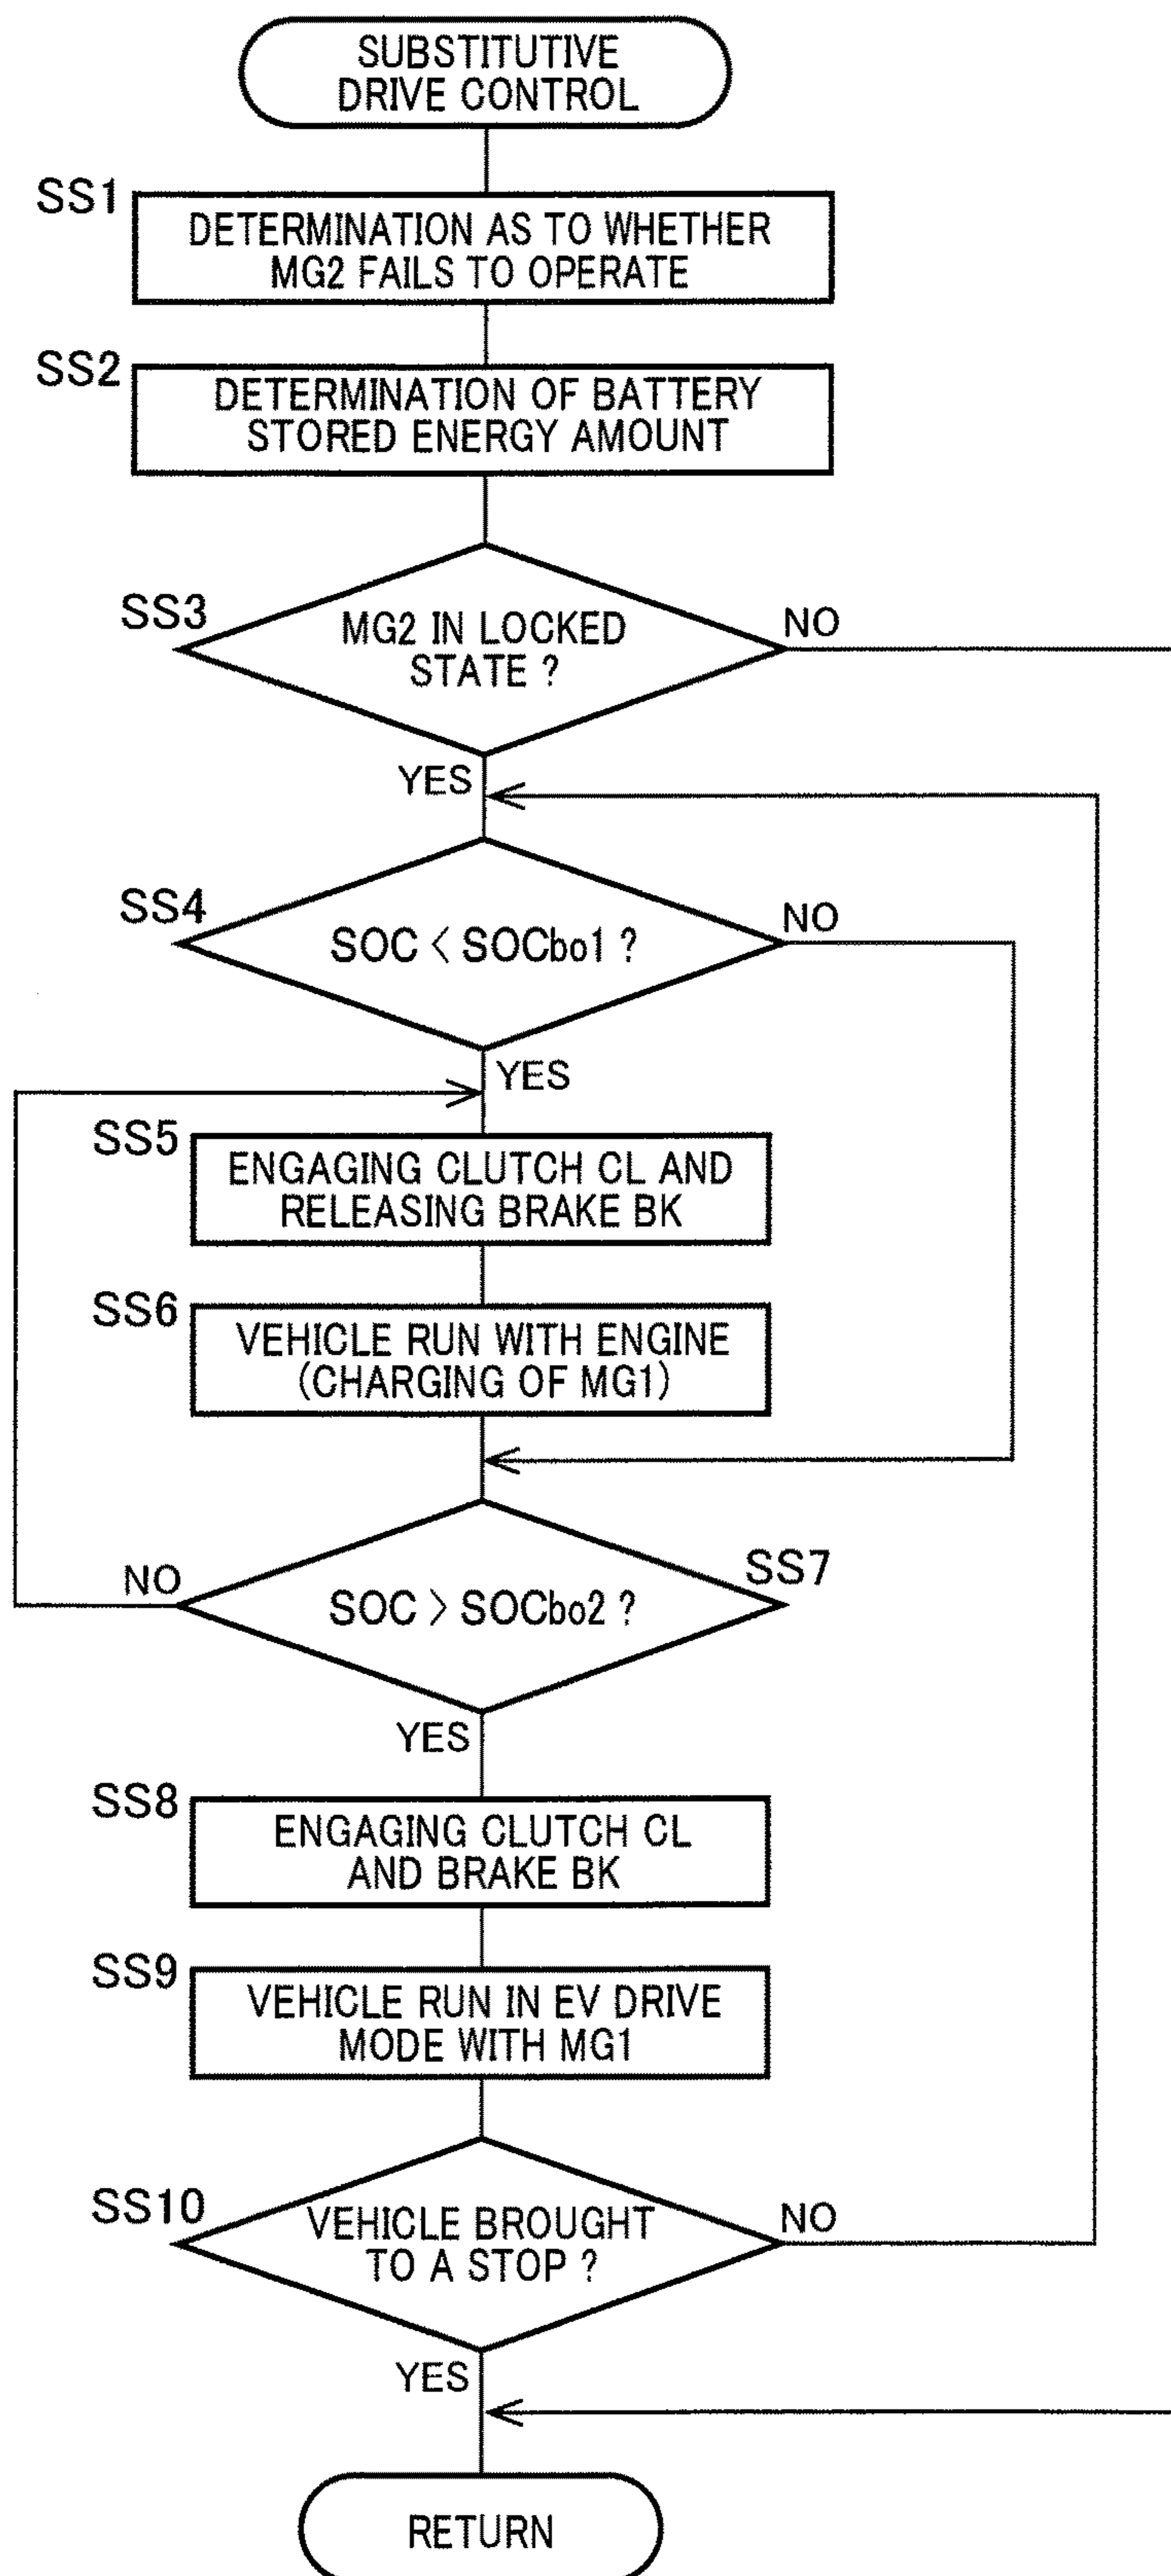 SUBSTITUTIVE
DRIVE CONTROL
SS1
DETERMINATION AS TO WHETHER
MG2 FAILS TO OPERATE
SS2
DETERMINATION OF BATTERY
STORED ENERGY AMOUNT
SS3
MG2 IN LOCKED
STATE ?
NO
YES
SS4
SOC < SOCbo1 ?
NO
YES
SS5
ENGAGING CLUTCH CL AND
RELEASING BRAKE BK
SS6
VEHICLE RUN WITH ENGINE
(CHARGING OF MG1)
NO
SOC > SOCbo2 ?
SS7
YES
SS8
ENGAGING CLUTCH CL
AND BRAKE BK
SS9
VEHICLE RUN IN EV DRIVE
MODE WITH MG1
SS10
VEHICLE BROUGHT
TO A STOP ?
NO
YES
RETURN